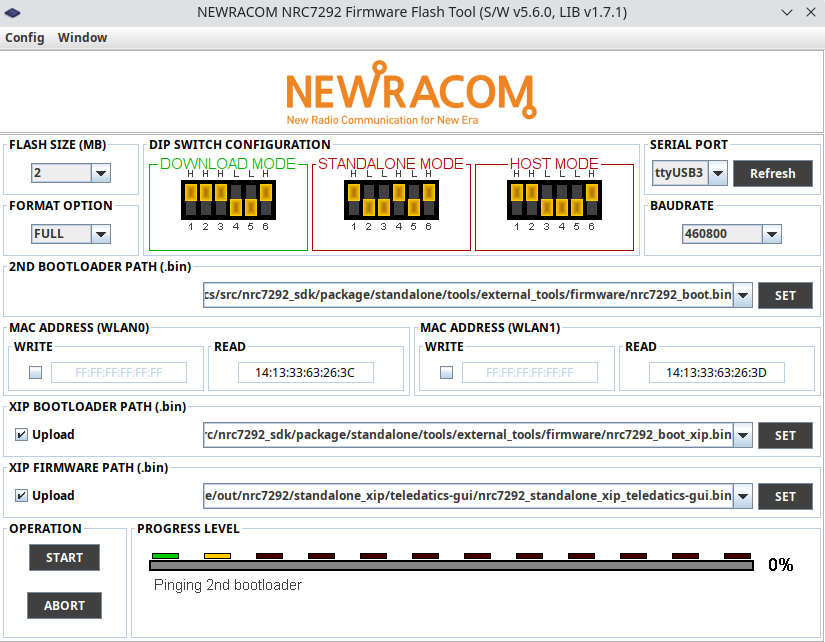 NEWRACOM NRC7292 Firmware Flash Tool (S/W v5.6.0, LIB v1.7.1)
Config Window
NEWRACOM
New Radio Communication for New Era
FLASH SIZE (MB)
2
FORMAT OPTION
FULL
DIP SWITCH CONFIGURATION
DOWNLOAD MODE
H H H L L H
1 2 3 4 5 6
STANDALONE MODE
H L L H L H
1 2 3 4 5 6
HOST MODE
H H L L L H
1 2 3 4 5 6
SERIAL PORT
ttyUSB3 Refresh
BAUDRATE
460800
2ND BOOTLOADER PATH (.bin)
cs/src/nrc7292_sdk/package/standalone/tools/external_tools/firmware/nrc7292_boot.bin SET
MAC ADDRESS (WLAN0)
WRITE
FF:FF:FF:FF:FF:FF
READ
14:13:33:63:26:3C
MAC ADDRESS (WLAN1)
WRITE
FF:FF:FF:FF:FF:FF
READ
14:13:33:63:26:3D
XIP BOOTLOADER PATH (.bin)
Upload rc/nrc7292_sdk/package/standalone/tools/external_tools/firmware/nrc7292_boot_xip.bin SET
XIP FIRMWARE PATH (.bin)
Upload e/out/nrc7292/standalone_xip/teledatics-gui/nrc7292_standalone_xip_teledatics-gui.bin SET
OPERATION
START
ABORT
PROGRESS LEVEL
0%
Pinging 2nd bootloader